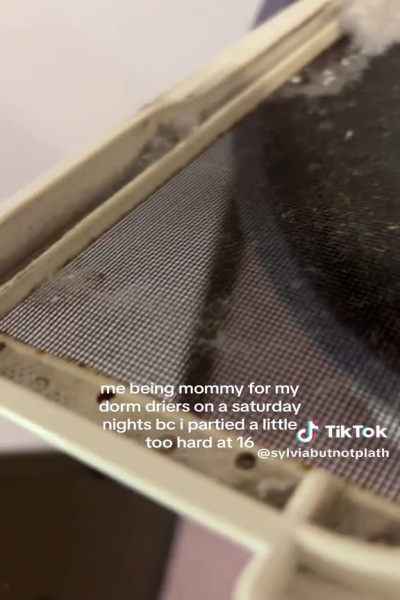 me being mommy for my
dorm driers on a saturday
nights bc i partied a little
too hard at 16
TikTok
@sylviabutnotplath